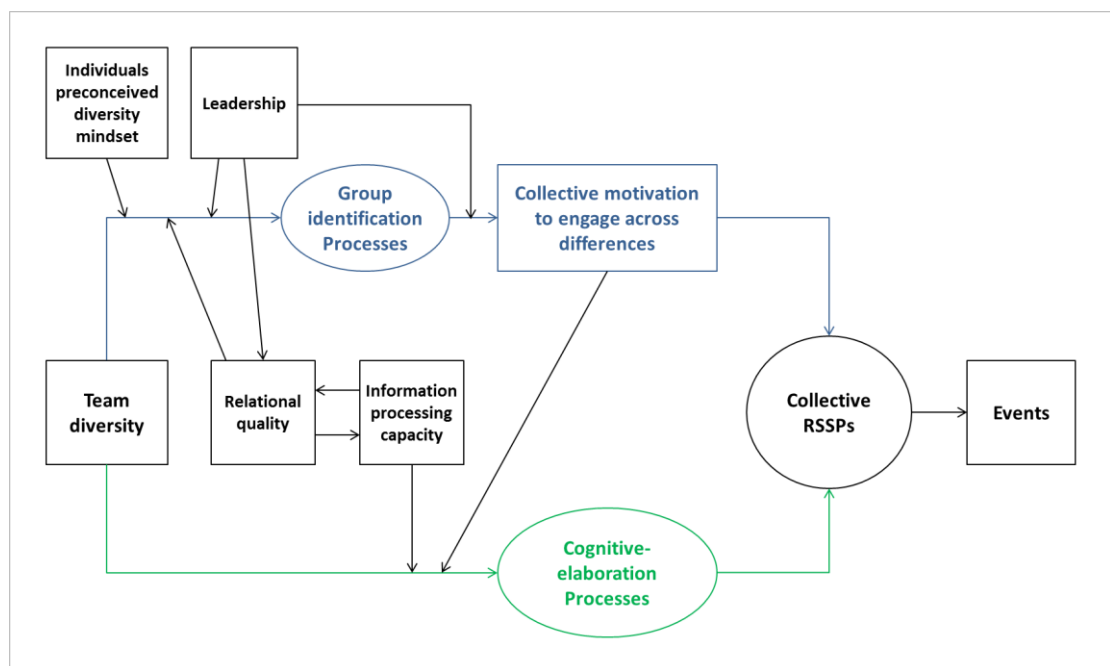 Individuals
preconceived
diversity
mindset
Leadership
Group
identification
Processes
Collective motivation
to engage across
differences
Team
diversity
Relational
quality
Information
processing
capacity
Collective
RSSPs
Events
Cognitive-
elaboration
Processes